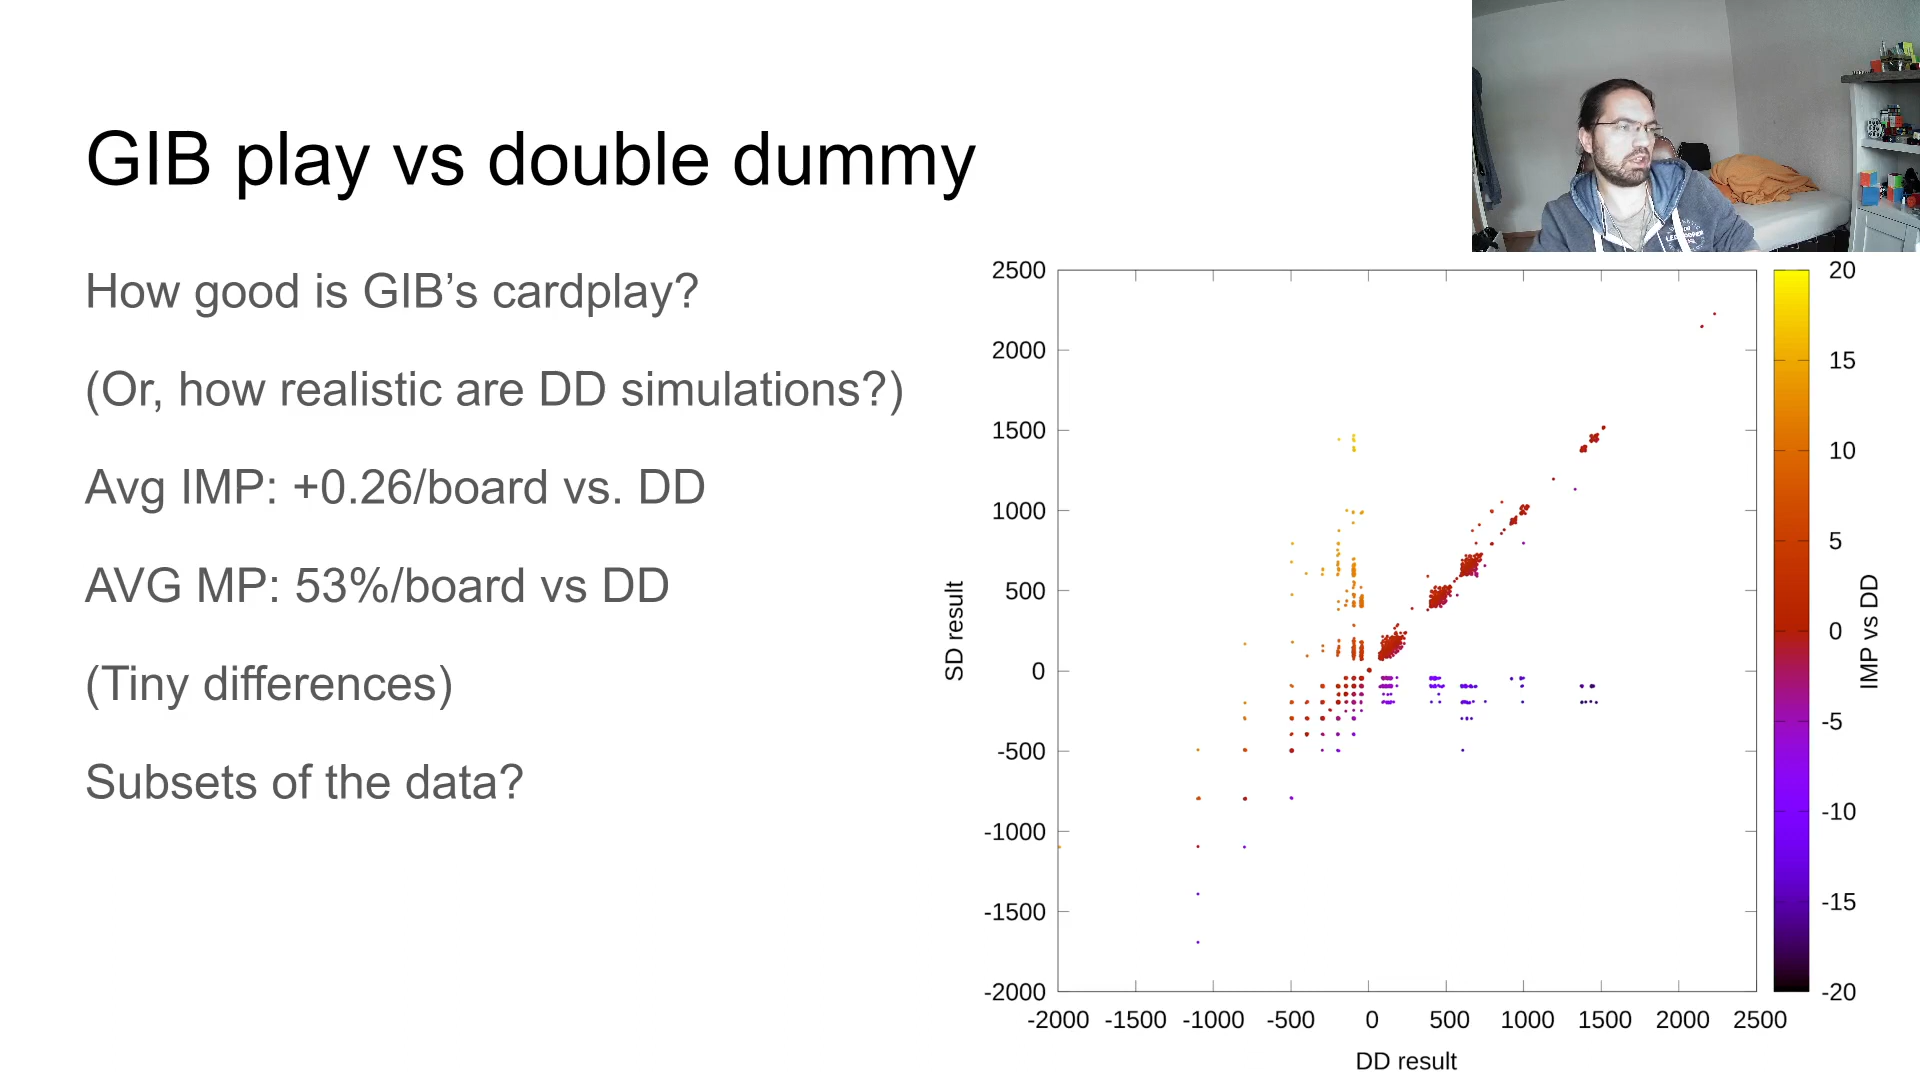 GIB play vs double dummy
How good is GIB’s cardplay?
(Or, how realistic are DD simulations?)
Avg IMP: +0.26/board vs. DD
AVG MP: 53%/board vs DD
(Tiny differences)
Subsets of the data?
2500
2000
1500
1000
500
0
-500
-1000
-1500
-2000
SD result
-2000 -1500 -1000 -500 0 500 1000 1500 2000 2500
DD result
20
15
10
5
0
-5
-10
-15
-20
IMP vs DD